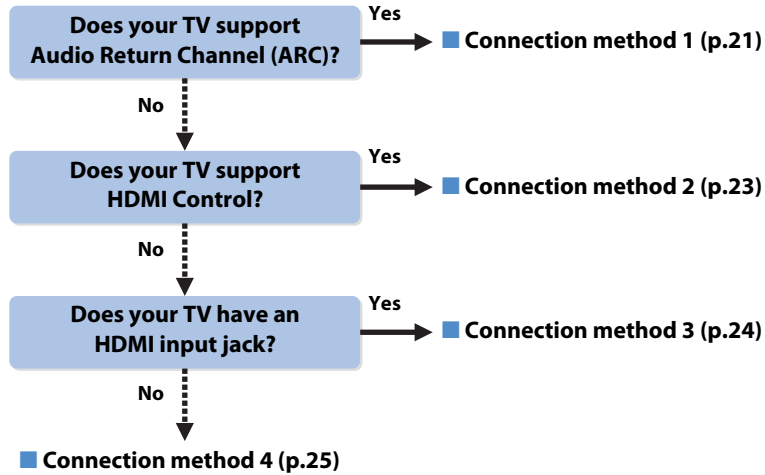 Does your TV support
Audio Return Channel (ARC)?
Yes
Connection method 1 (p.21)
No
Does your TV support
HDMI Control?
Yes
Connection method 2 (p.23)
No
Does your TV have an
HDMI input jack?
Yes
Connection method 3 (p.24)
No
Connection method 4 (p.25)